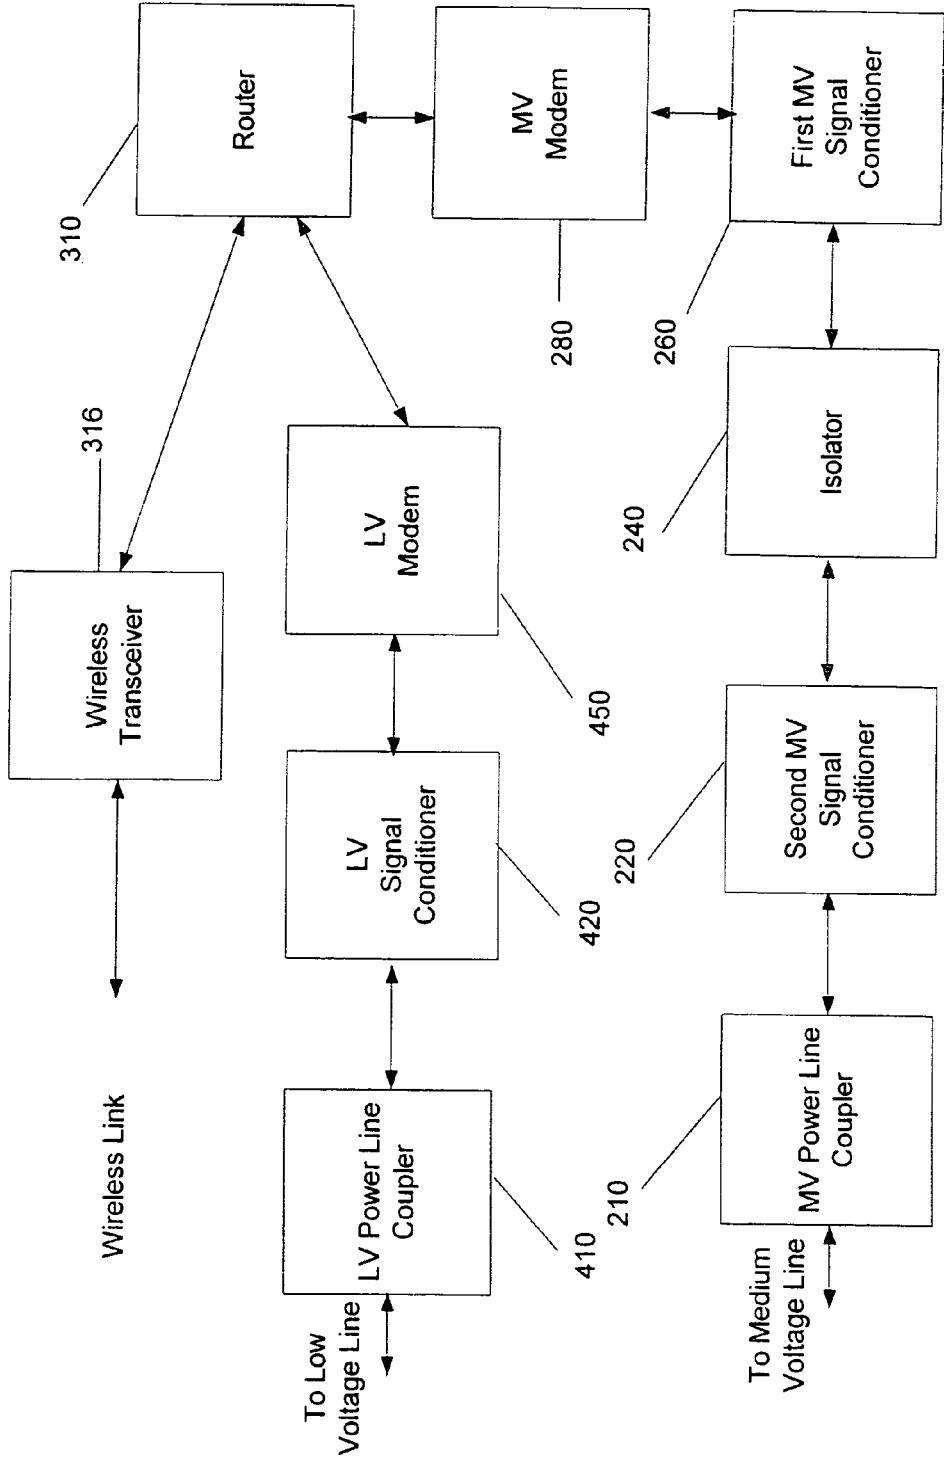 Wireless Link
Wireless
Transceiver
316
310
Router
To Low
Voltage Line
LV Power Line
Coupler
410
LV
Signal
Conditioner
420
LV
Modem
450
MV
Modem
280
To Medium
Voltage Line
MV Power Line
Coupler
210
Second MV
Signal
Conditioner
220
Isolator
240
First MV
Signal
Conditioner
260